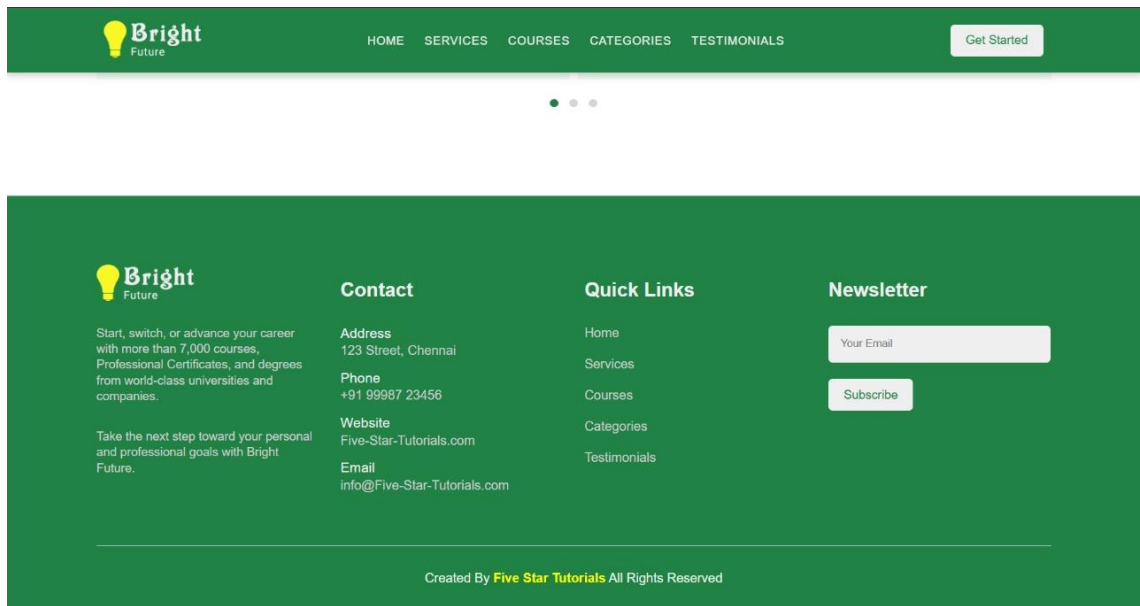 Bright
Future
HOME SERVICES COURSES CATEGORIES TESTIMONIALS
Get Started
Bright
Future
Start, switch, or advance your career
with more than 7,000 courses,
Professional Certificates, and degrees
from world-class universities and
companies.
Take the next step toward your personal
and professional goals with Bright
Future.
Contact
Address
123 Street, Chennai
Phone
+91 99987 23456
Website
Five-Star-Tutorials.com
Email
info@Five-Star-Tutorials.com
Quick Links
Home
Services
Courses
Categories
Testimonials
Newsletter
Your Email
Subscribe
Created By Five Star Tutorials All Rights Reserved